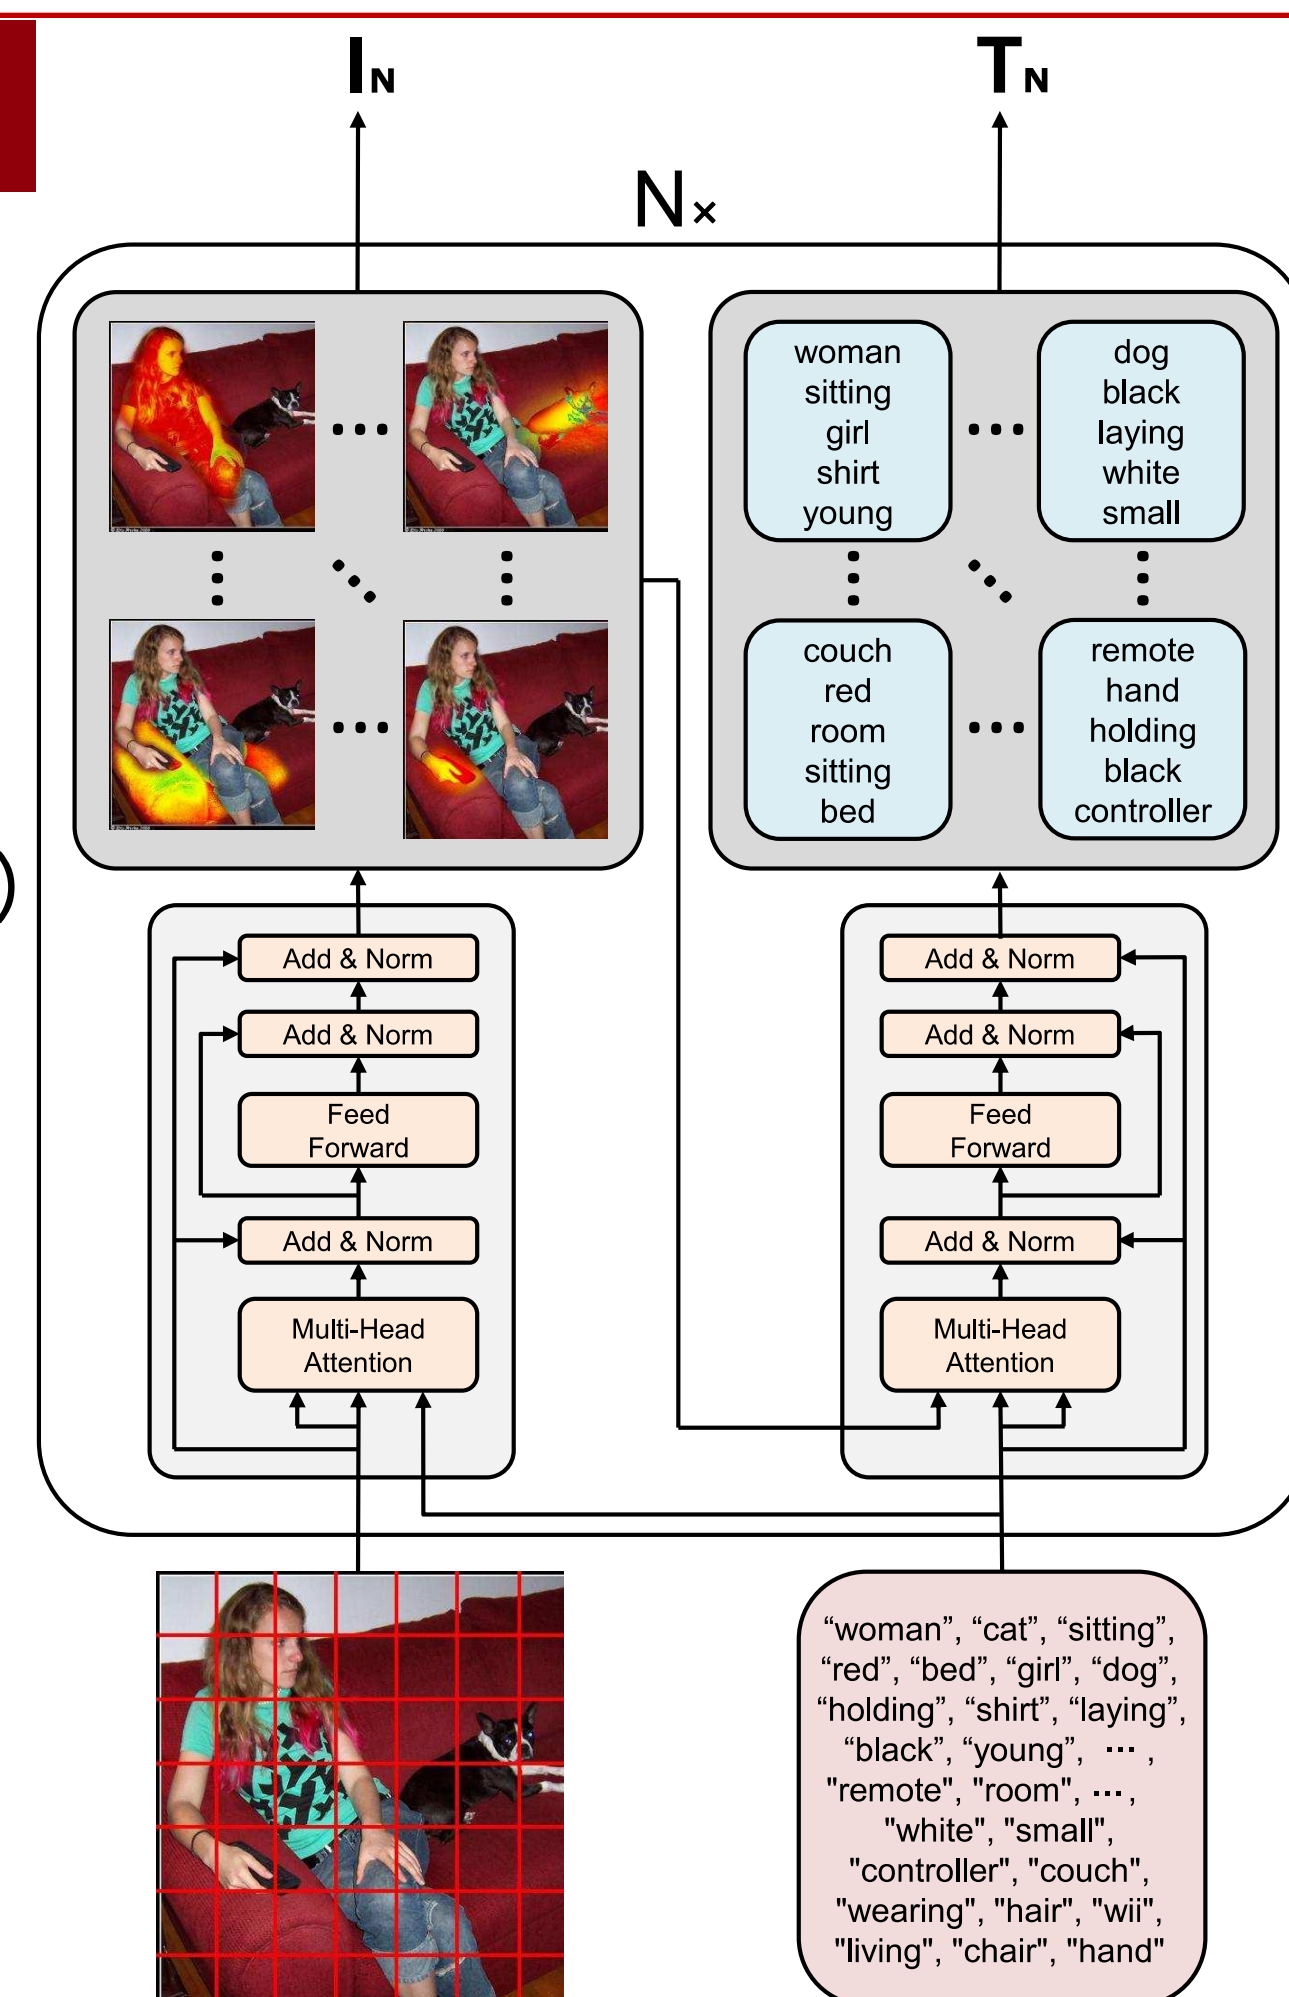 I N
T N
N×
woman
sitting
girl
shirt
young
dog
black
laying
white
small
couch
red
room
sitting
bed
remote
hand
holding
black
controller
Add & Norm
Add & Norm
Feed
Forward
Add & Norm
Multi-Head
Attention
Add & Norm
Add & Norm
Feed
Forward
Add & Norm
Multi-Head
Attention
“woman”, “cat”, “sitting”,
“red”, “bed”, “girl”, “dog”,
“holding”, “shirt”, “laying”,
“black”, “young”, ··· ,
"remote", "room", ··· ,
"white", "small",
"controller", "couch",
"wearing", "hair", "wii",
"living", "chair", "hand"